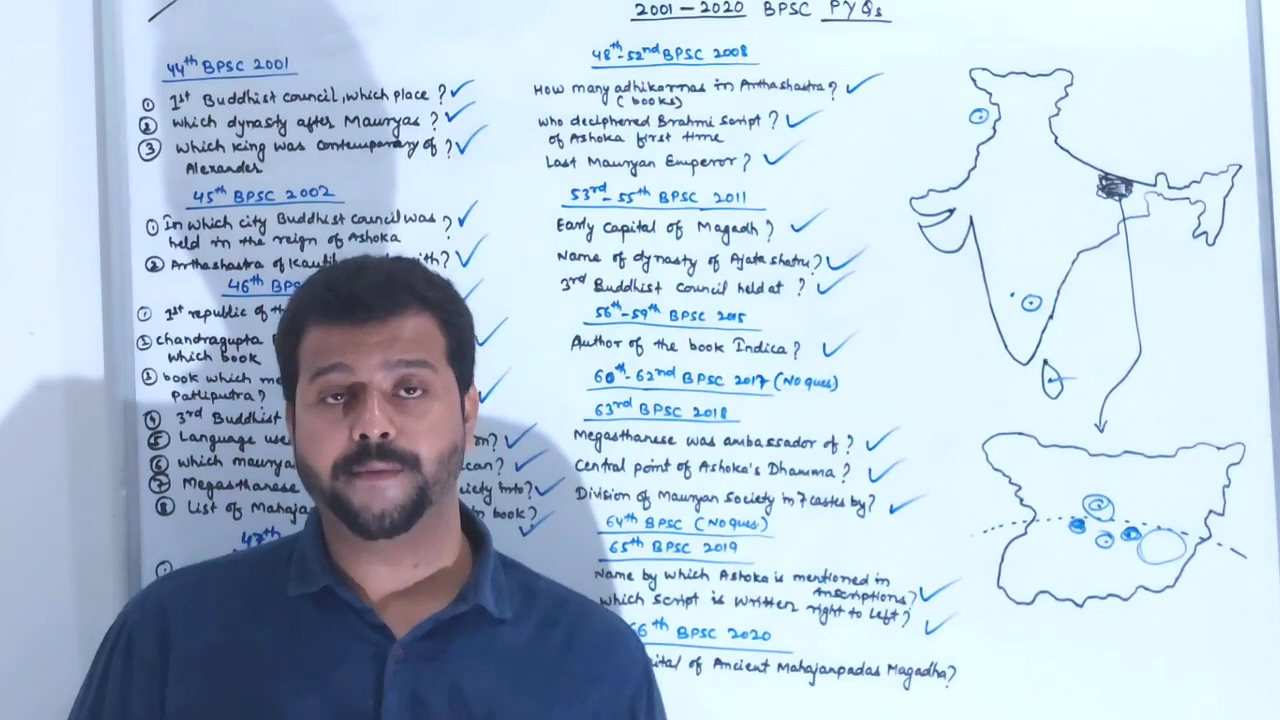 2001-2020 BPSC PYQs
44th BPSC 2001
① 1st Buddhist council, which place?
② which dynasty after Mauryas?
③ which king was contemporary of?
Alexander
45th BPSC 2002
① In which city Buddhist council was
held in the reign of Ashoka ?
② Arthashastra of
46th
① 1st republic of
chandragupta
which book
book which
Patliputra?
④ 3rd Buddhist
⑤ Language
⑥ which
⑦ Megasthanese
⑧ List of
book?
47th
48th-52nd BPSC 2008
How many adhikarnas in Arthashastra?
(books)
who deciphered Brahmi script ?
of Ashoka first time
Last Mauryan Emperor?
53rd-55th BPSC 2011
Early capital of Magadh?
Name of dynasty of Ajatashatru?
3rd Buddhist council held at ?
56th-59th BPSC 2015
Author of the book Indica?
60th-62nd BPSC 2017 (No ques)
63rd BPSC 2018
Megasthanese was ambassador of?
Central point of Ashoka's Dhamma?
Division of Mauryan Society in 7 castes by?
64th BPSC (No ques)
65th BPSC 2019
Name by which Ashoka is mentioned in
inscriptions?
which script is written right to left?
66th BPSC 2020
of Ancient Mahajanpadas Magadha?